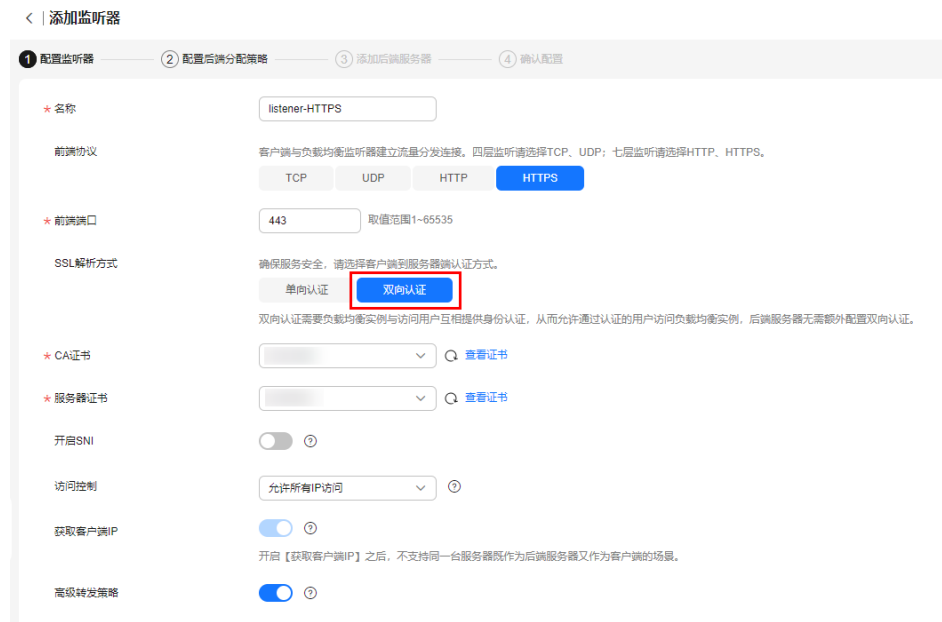 添加监听器
1 配置监听器 2 配置后端分配策略 3 添加后端服务器 4 确认配置
* 名称 listener-HTTPS
前端协议 客户端与负载均衡监听器建立流量分发连接。四层监听请选择TCP、UDP；七层监听请选择HTTP、HTTPS。
TCP UDP HTTP HTTPS
* 前端端口 443 取值范围1~65535
SSL解析方式 确保服务安全，请选择客户端到服务器端认证方式。
单向认证 双向认证
双向认证需要负载均衡实例与访问用户互相提供身份认证，从而允许通过认证的用户访问负载均衡实例，后端服务器无需额外配置双向认证。
* CA证书 查看证书
* 服务器证书 查看证书
开启SNI ?
访问控制 允许所有IP访问 ?
获取客户端IP ?
开启【获取客户端IP】之后，不支持同一台服务器既作为后端服务器又作为客户端的场景。
高级转发策略 ?